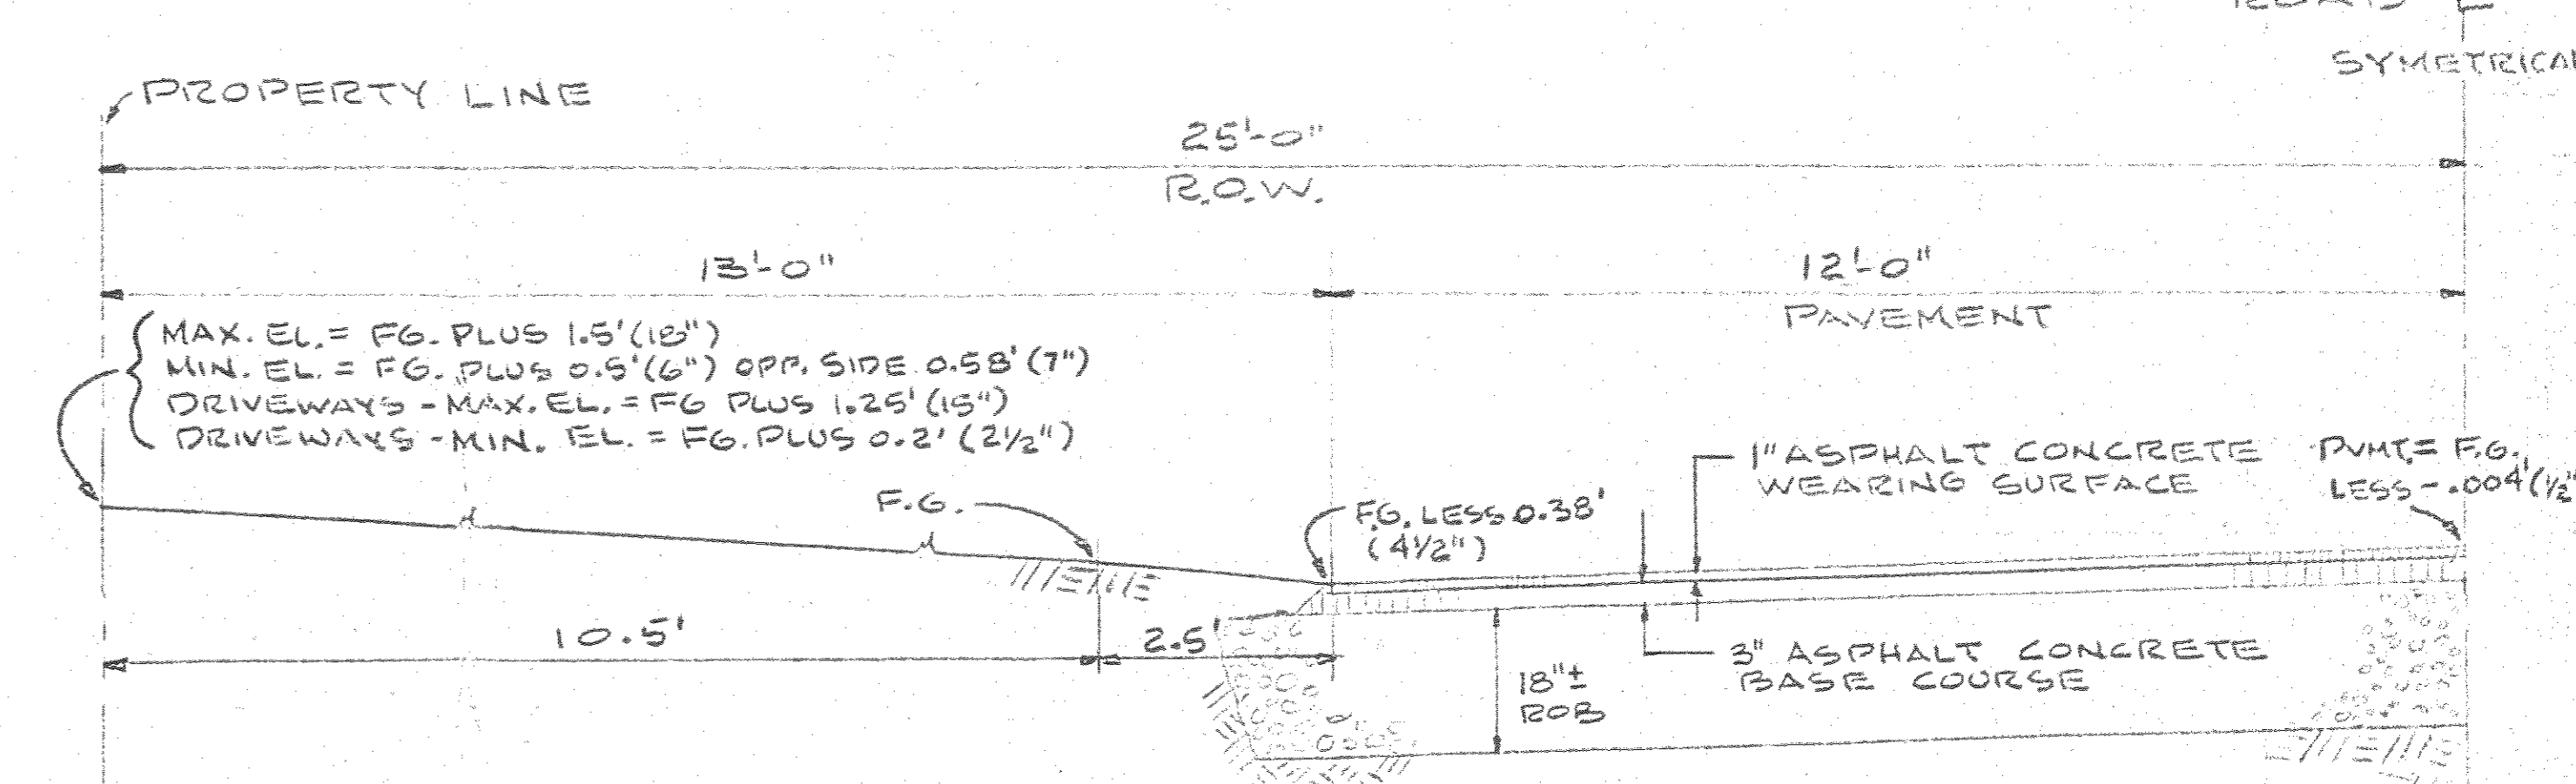 ROAD ℄
SYMETRICAL
PROPERTY LINE
25'-0"
R.O.W.
13'-0"
12'-0"
PAVEMENT
MAX. EL. = FG. PLUS 1.5' (18")
MIN. EL. = FG. PLUS 0.5' (6") OPP. SIDE 0.58' (7")
DRIVEWAYS - MAX. EL. = FG PLUS 1.25' (15")
DRIVEWAYS - MIN. EL. = FG. PLUS 0.2' (2½")
1" ASPHALT CONCRETE
WEARING SURFACE
PVMT. = F.G.
LESS - .004' (½"
F.G.
F.G. LESS 0.38'
(4½")
10.5'
2.5'
18"±
ROB
3" ASPHALT CONCRETE
BASE COURSE